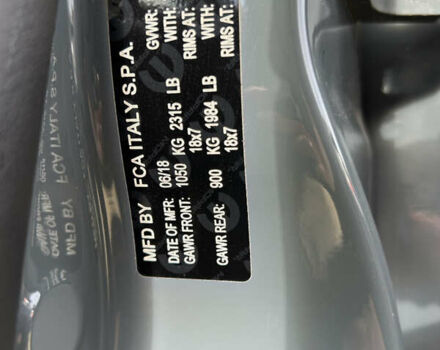 MFD BY FCA ITALY S.P.A.
DATE OF MFR: 06/18 GVWR:
GAWR FRONT: 1050 KG 2315 LB WITH:
18x7 RIMS AT:
GAWR REAR: 900 KG 1984 LB WITH:
18x7 RIMS AT: